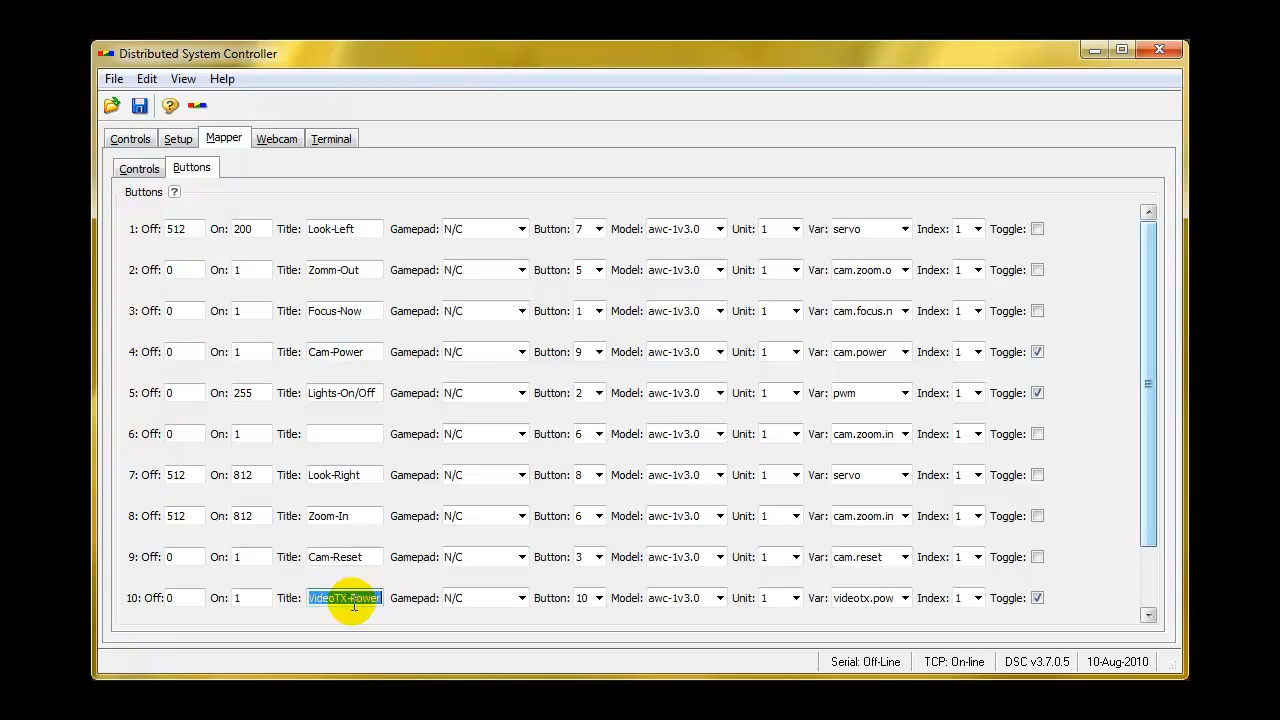 Distributed System Controller
File Edit View Help
Controls Setup Mapper Webcam Terminal
Controls Buttons
Buttons ?
1: Off: 512 On: 200 Title: Look-Left Gamepad: N/C Button: 7 Model: awc-1v3.0 Unit: 1 Var: servo Index: 1 Toggle:
2: Off: 0 On: 1 Title: Zomm-Out Gamepad: N/C Button: 5 Model: awc-1v3.0 Unit: 1 Var: cam.zoom.o Index: 1 Toggle:
3: Off: 0 On: 1 Title: Focus-Now Gamepad: N/C Button: 1 Model: awc-1v3.0 Unit: 1 Var: cam.focus.n Index: 1 Toggle:
4: Off: 0 On: 1 Title: Cam-Power Gamepad: N/C Button: 9 Model: awc-1v3.0 Unit: 1 Var: cam.power Index: 1 Toggle:
5: Off: 0 On: 255 Title: Lights-On/Off Gamepad: N/C Button: 2 Model: awc-1v3.0 Unit: 1 Var: pwm Index: 1 Toggle:
6: Off: 0 On: 1 Title: Gamepad: N/C Button: 6 Model: awc-1v3.0 Unit: 1 Var: cam.zoom.in Index: 1 Toggle:
7: Off: 512 On: 812 Title: Look-Right Gamepad: N/C Button: 8 Model: awc-1v3.0 Unit: 1 Var: servo Index: 1 Toggle:
8: Off: 512 On: 812 Title: Zoom-In Gamepad: N/C Button: 6 Model: awc-1v3.0 Unit: 1 Var: cam.zoom.in Index: 1 Toggle:
9: Off: 0 On: 1 Title: Cam-Reset Gamepad: N/C Button: 3 Model: awc-1v3.0 Unit: 1 Var: cam.reset Index: 1 Toggle:
10: Off: 0 On: 1 Title: VideoTX-Power Gamepad: N/C Button: 10 Model: awc-1v3.0 Unit: 1 Var: videotx.pow Index: 1 Toggle:
Serial: Off-Line TCP: On-line DSC v3.7.0.5 10-Aug-2010